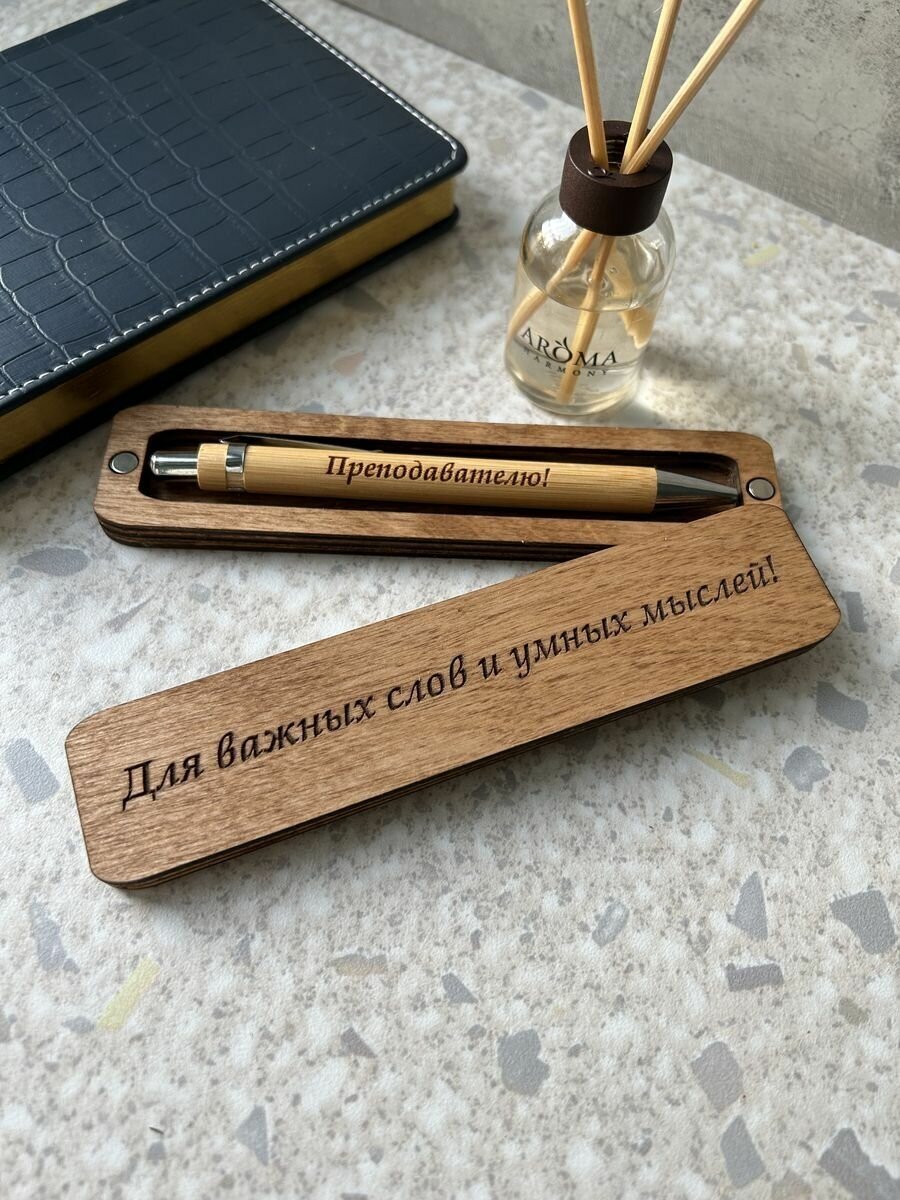 AROMA
HARMONY
Преподавателю!
Для важных слов и умных мыслей!